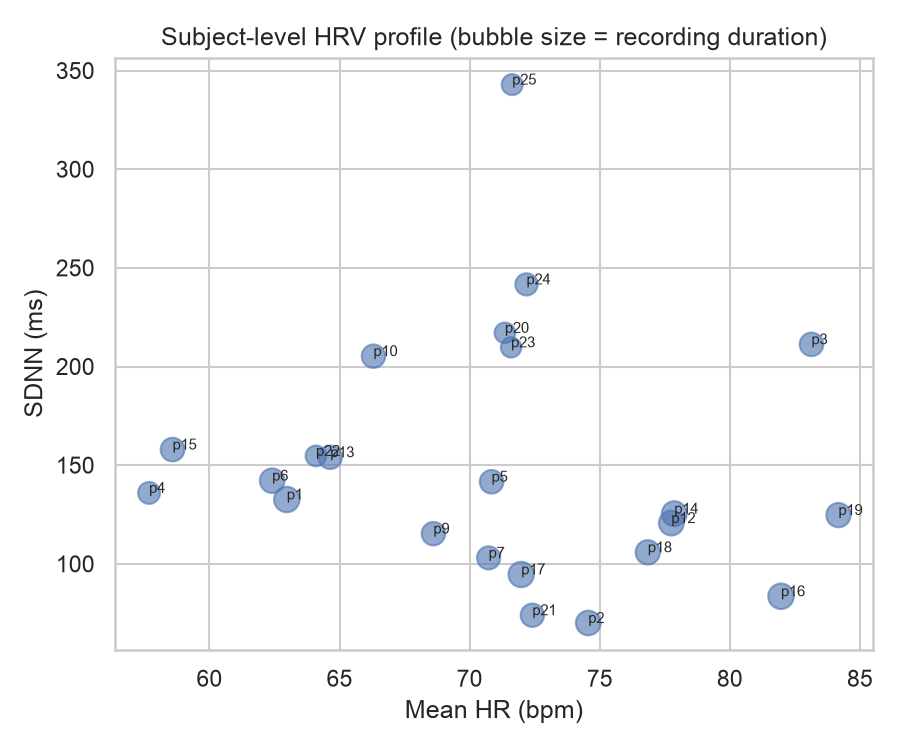 Subject-level HRV profile (bubble size = recording duration)
350
300
250
200
150
100
SDNN (ms)
p25
p24
p20
p23
p3
p10
p15
p22
p13
p6
p4
p1
p5
p14
p12
p19
p9
p18
p7
p17
p16
p21
p2
60 65 70 75 80 85
Mean HR (bpm)